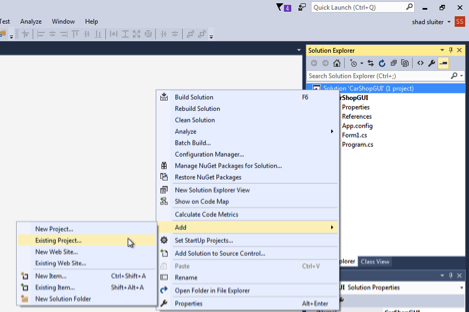 Quick Launch (Ctrl+Q)
Test Analyze Window Help
shad sluiter SS
Solution Explorer
Search Solution Explorer (Ctrl+;)
Solution 'CarShopGUI' (1 project)
CarShopGUI
Properties
References
App.config
Form1.cs
Program.cs
Build Solution F6
Rebuild Solution
Clean Solution
Analyze
Batch Build...
Configuration Manager...
Manage NuGet Packages for Solution...
Restore NuGet Packages
New Solution Explorer View
Show on Code Map
Calculate Code Metrics
Add
Set StartUp Projects...
Add Solution to Source Control...
Paste Ctrl+V
Rename
Open Folder in File Explorer
Properties Alt+Enter
New Project...
Existing Project...
New Web Site...
Existing Web Site...
New Item... Ctrl+Shift+A
Existing Item... Shift+Alt+A
New Solution Folder
Explorer Class View
Solution Properties
CarShopGUI